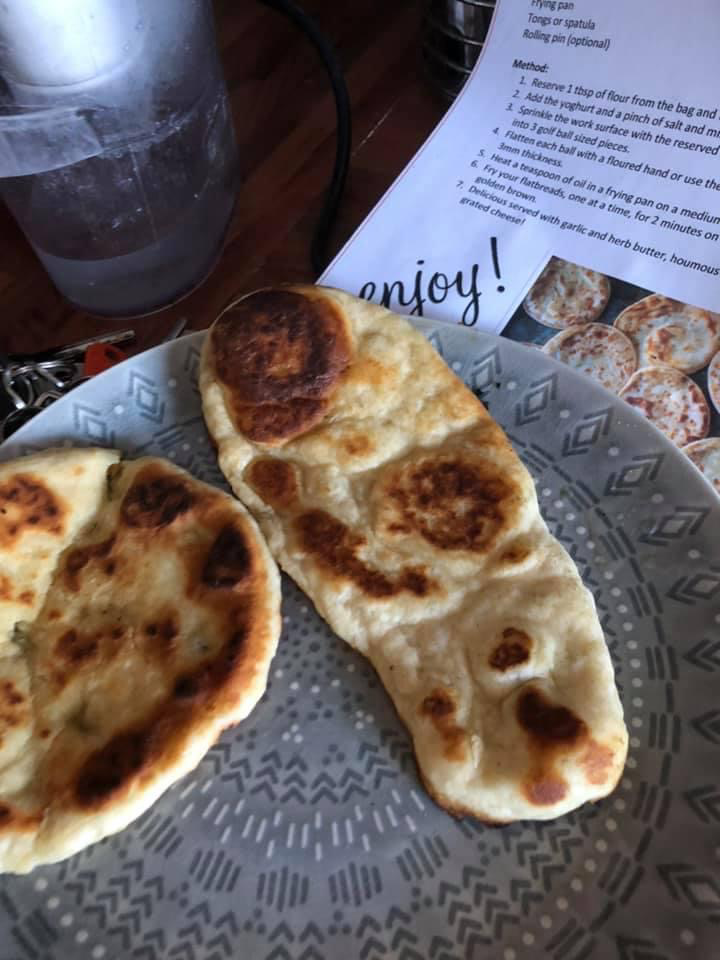 Frying pan
Tongs or spatula
Rolling pin (optional)
Method:
1. Reserve 1 tbsp of flour from the bag and
2. Add the yoghurt and a pinch of salt and
3. Sprinkle the work surface with the reserved
into 3 golf ball sized pieces.
4. Flatten each ball with a floured hand or use the
3mm thickness.
5. Heat a teaspoon of oil in a frying pan on a medium
6. Fry your flatbreads, one at a time, for 2 minutes on
golden brown.
7. Delicious served with garlic and herb butter, houmous
grated cheese!
enjoy!